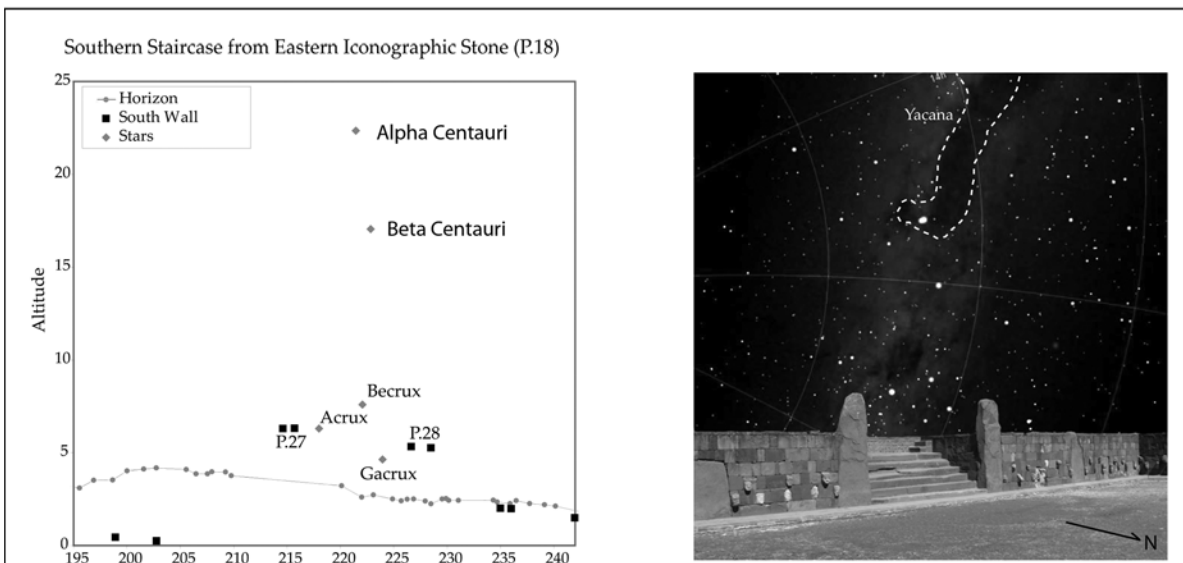 Southern Staircase from Eastern Iconographic Stone (P.18)
25
Horizon
South Wall
Stars
Alpha Centauri
20
Beta Centauri
15
Altitude
10
Becrux
Acrux
P.27
P.28
5
Gacrux
0
195 200 205 210 215 220 225 230 235 240
14h
Yacana
N